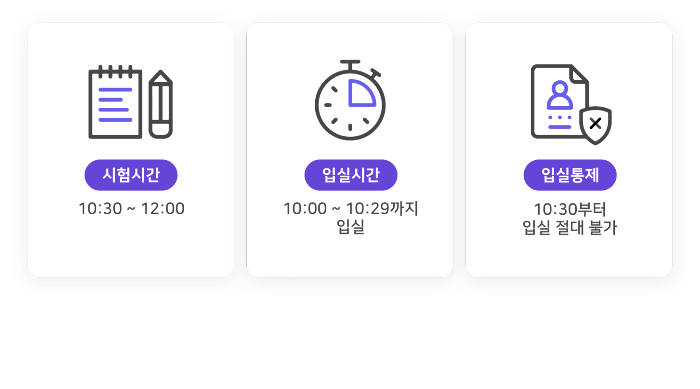 시험시간
10:30 ~ 12:00
입실시간
10:00 ~ 10:29까지
입실
입실통제
10:30부터
입실 절대 불가